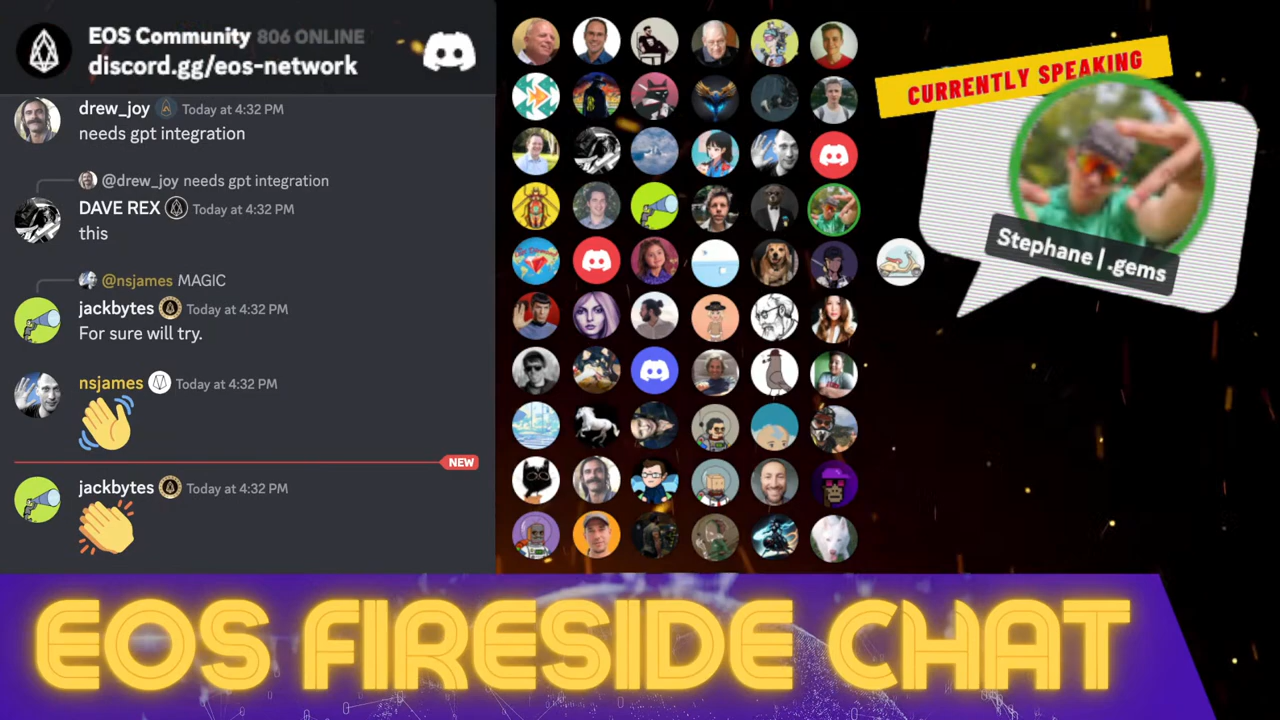 EOS Community 806 ONLINE
discord.gg/eos-network
drew_joy Today at 4:32 PM
needs gpt integration
@drew_joy needs gpt integration
DAVE REX Today at 4:32 PM
this
@nsjames MAGIC
jackbytes Today at 4:32 PM
For sure will try.
nsjames Today at 4:32 PM
NEW
jackbytes Today at 4:32 PM
CURRENTLY SPEAKING
Stephane | .gems
EOS FIRESIDE CHAT